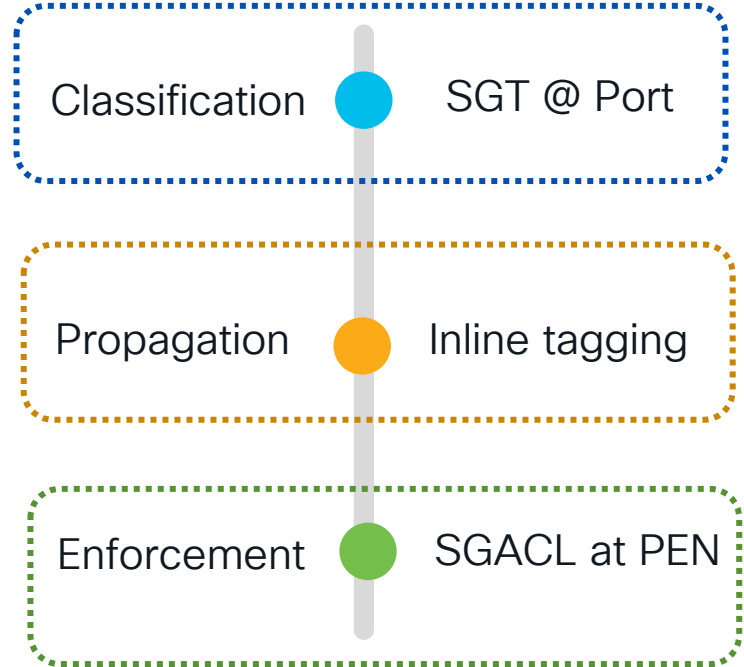 Classification SGT @ Port
Propagation Inline tagging
Enforcement SGACL at PEN